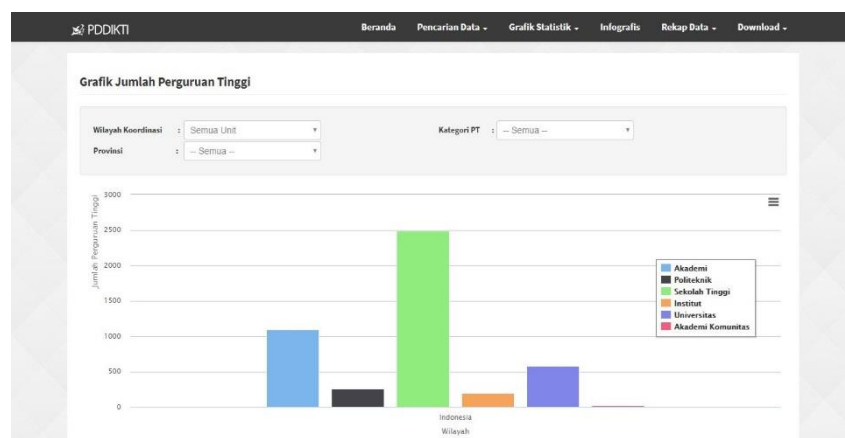 PDDIKTI Beranda Pencarian Data Grafik Statistik Infografis Rekap Data Download
Grafik Jumlah Perguruan Tinggi
Wilayah Koordinasi : Semua Unit Kategori PT : -- Semua --
Provinsi : -- Semua --
3000
2500
2000
1500
1000
500
0
Jumlah Perguruan Tinggi
Akademi
Politeknik
Sekolah Tinggi
Institut
Universitas
Akademi Komunitas
Indonesia
Wilayah